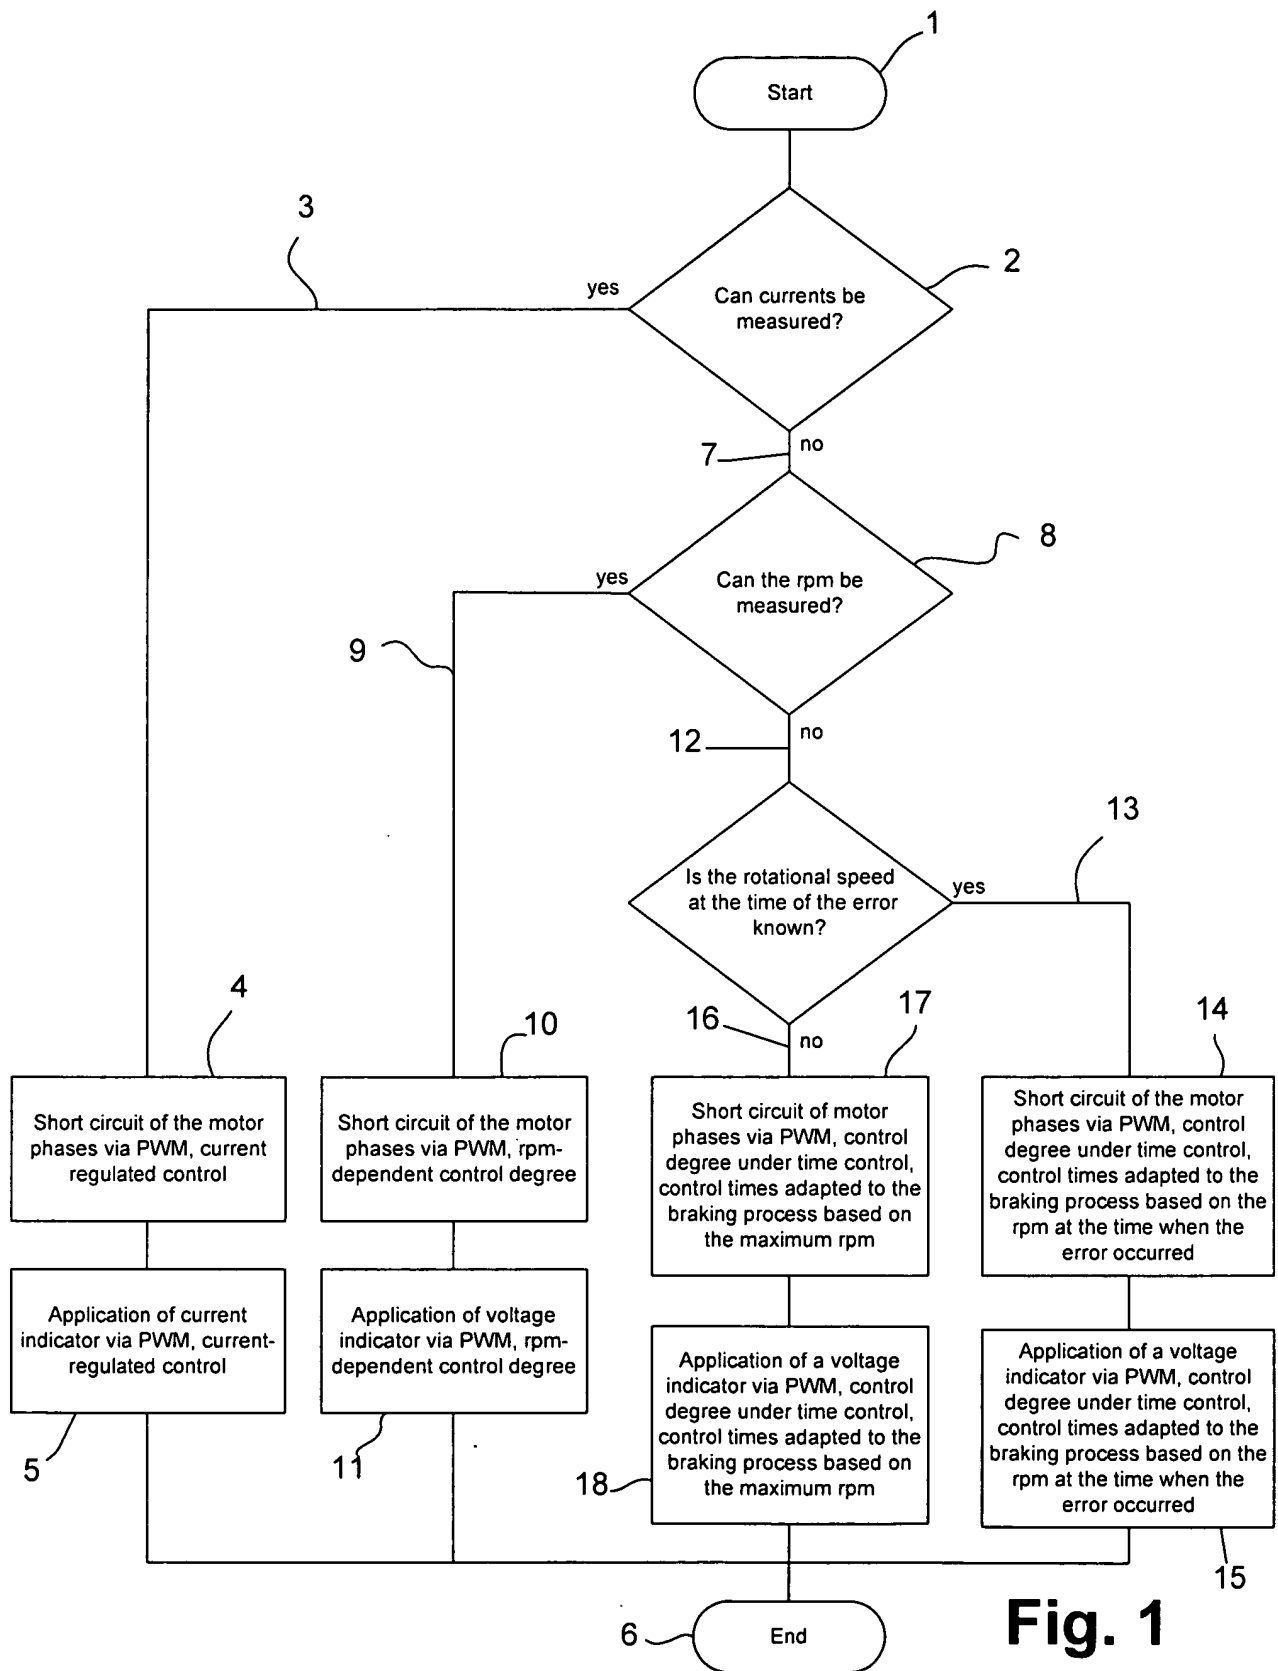 1
Start
3
2
yes
Can currents be
measured?
7
no
8
yes
Can the rpm be
measured?
9
12
no
13
Is the rotational speed
at the time of the error
known?
yes
4
10
16
no
17
14
Short circuit of the motor
phases via PWM, current
regulated control
Short circuit of the motor
phases via PWM, rpm-
dependent control degree
Short circuit of motor
phases via PWM, control
degree under time control,
control times adapted to the
braking process based on
the maximum rpm
Short circuit of the motor
phases via PWM, control
degree under time control,
control times adapted to the
braking process based on the
rpm at the time when the
error occurred
Application of current
indicator via PWM, current-
regulated control
Application of voltage
indicator via PWM, rpm-
dependent control degree
Application of a voltage
indicator via PWM, control
degree under time control,
control times adapted to the
braking process based on
the maximum rpm
Application of a voltage
indicator via PWM, control
degree under time control,
control times adapted to the
braking process based on the
rpm at the time when the
error occurred
5
11
18
15
6
End
Fig. 1